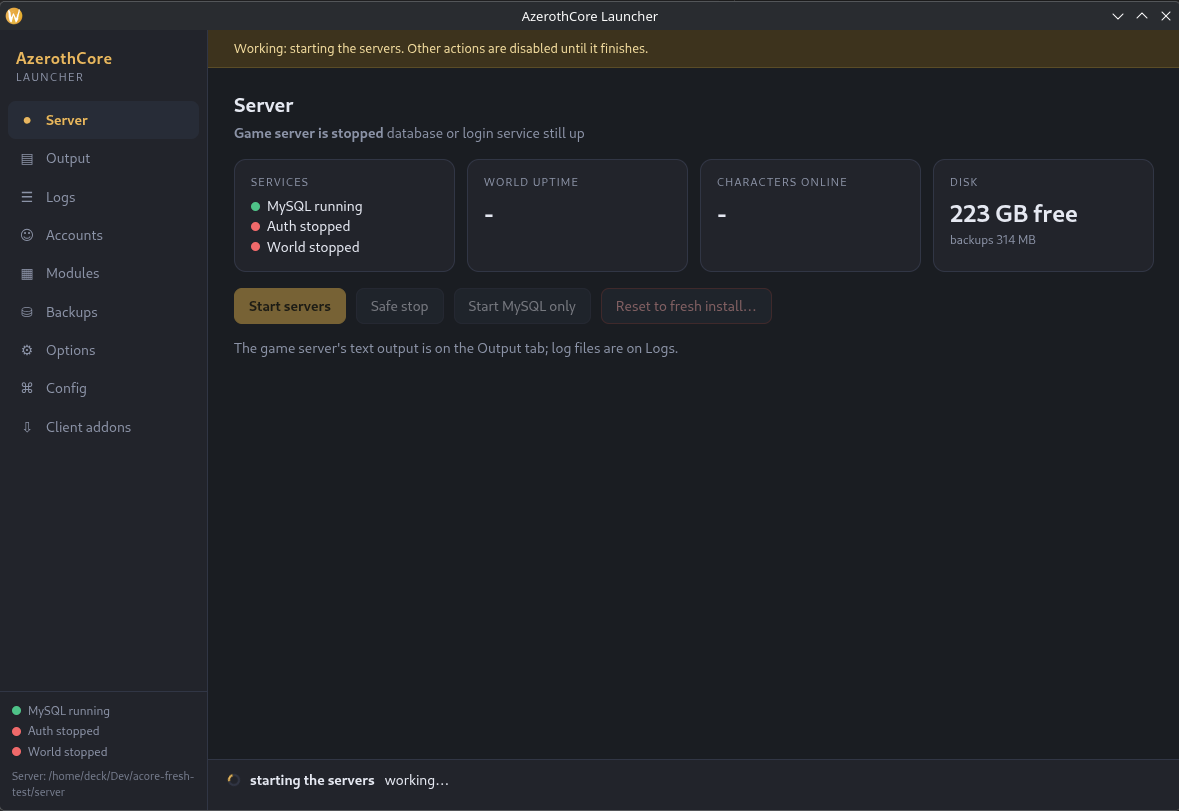 W
AzerothCore Launcher
AzerothCore
LAUNCHER
Server
Output
Logs
Accounts
Modules
Backups
Options
Config
Client addons
MySQL running
Auth stopped
World stopped
Server: /home/deck/Dev/acore-fresh-
test/server
Working: starting the servers. Other actions are disabled until it finishes.
Server
Game server is stopped database or login service still up
SERVICES
MySQL running
Auth stopped
World stopped
WORLD UPTIME
-
CHARACTERS ONLINE
-
DISK
223 GB free
backups 314 MB
Start servers
Safe stop
Start MySQL only
Reset to fresh install...
The game server's text output is on the Output tab; log files are on Logs.
starting the servers working...